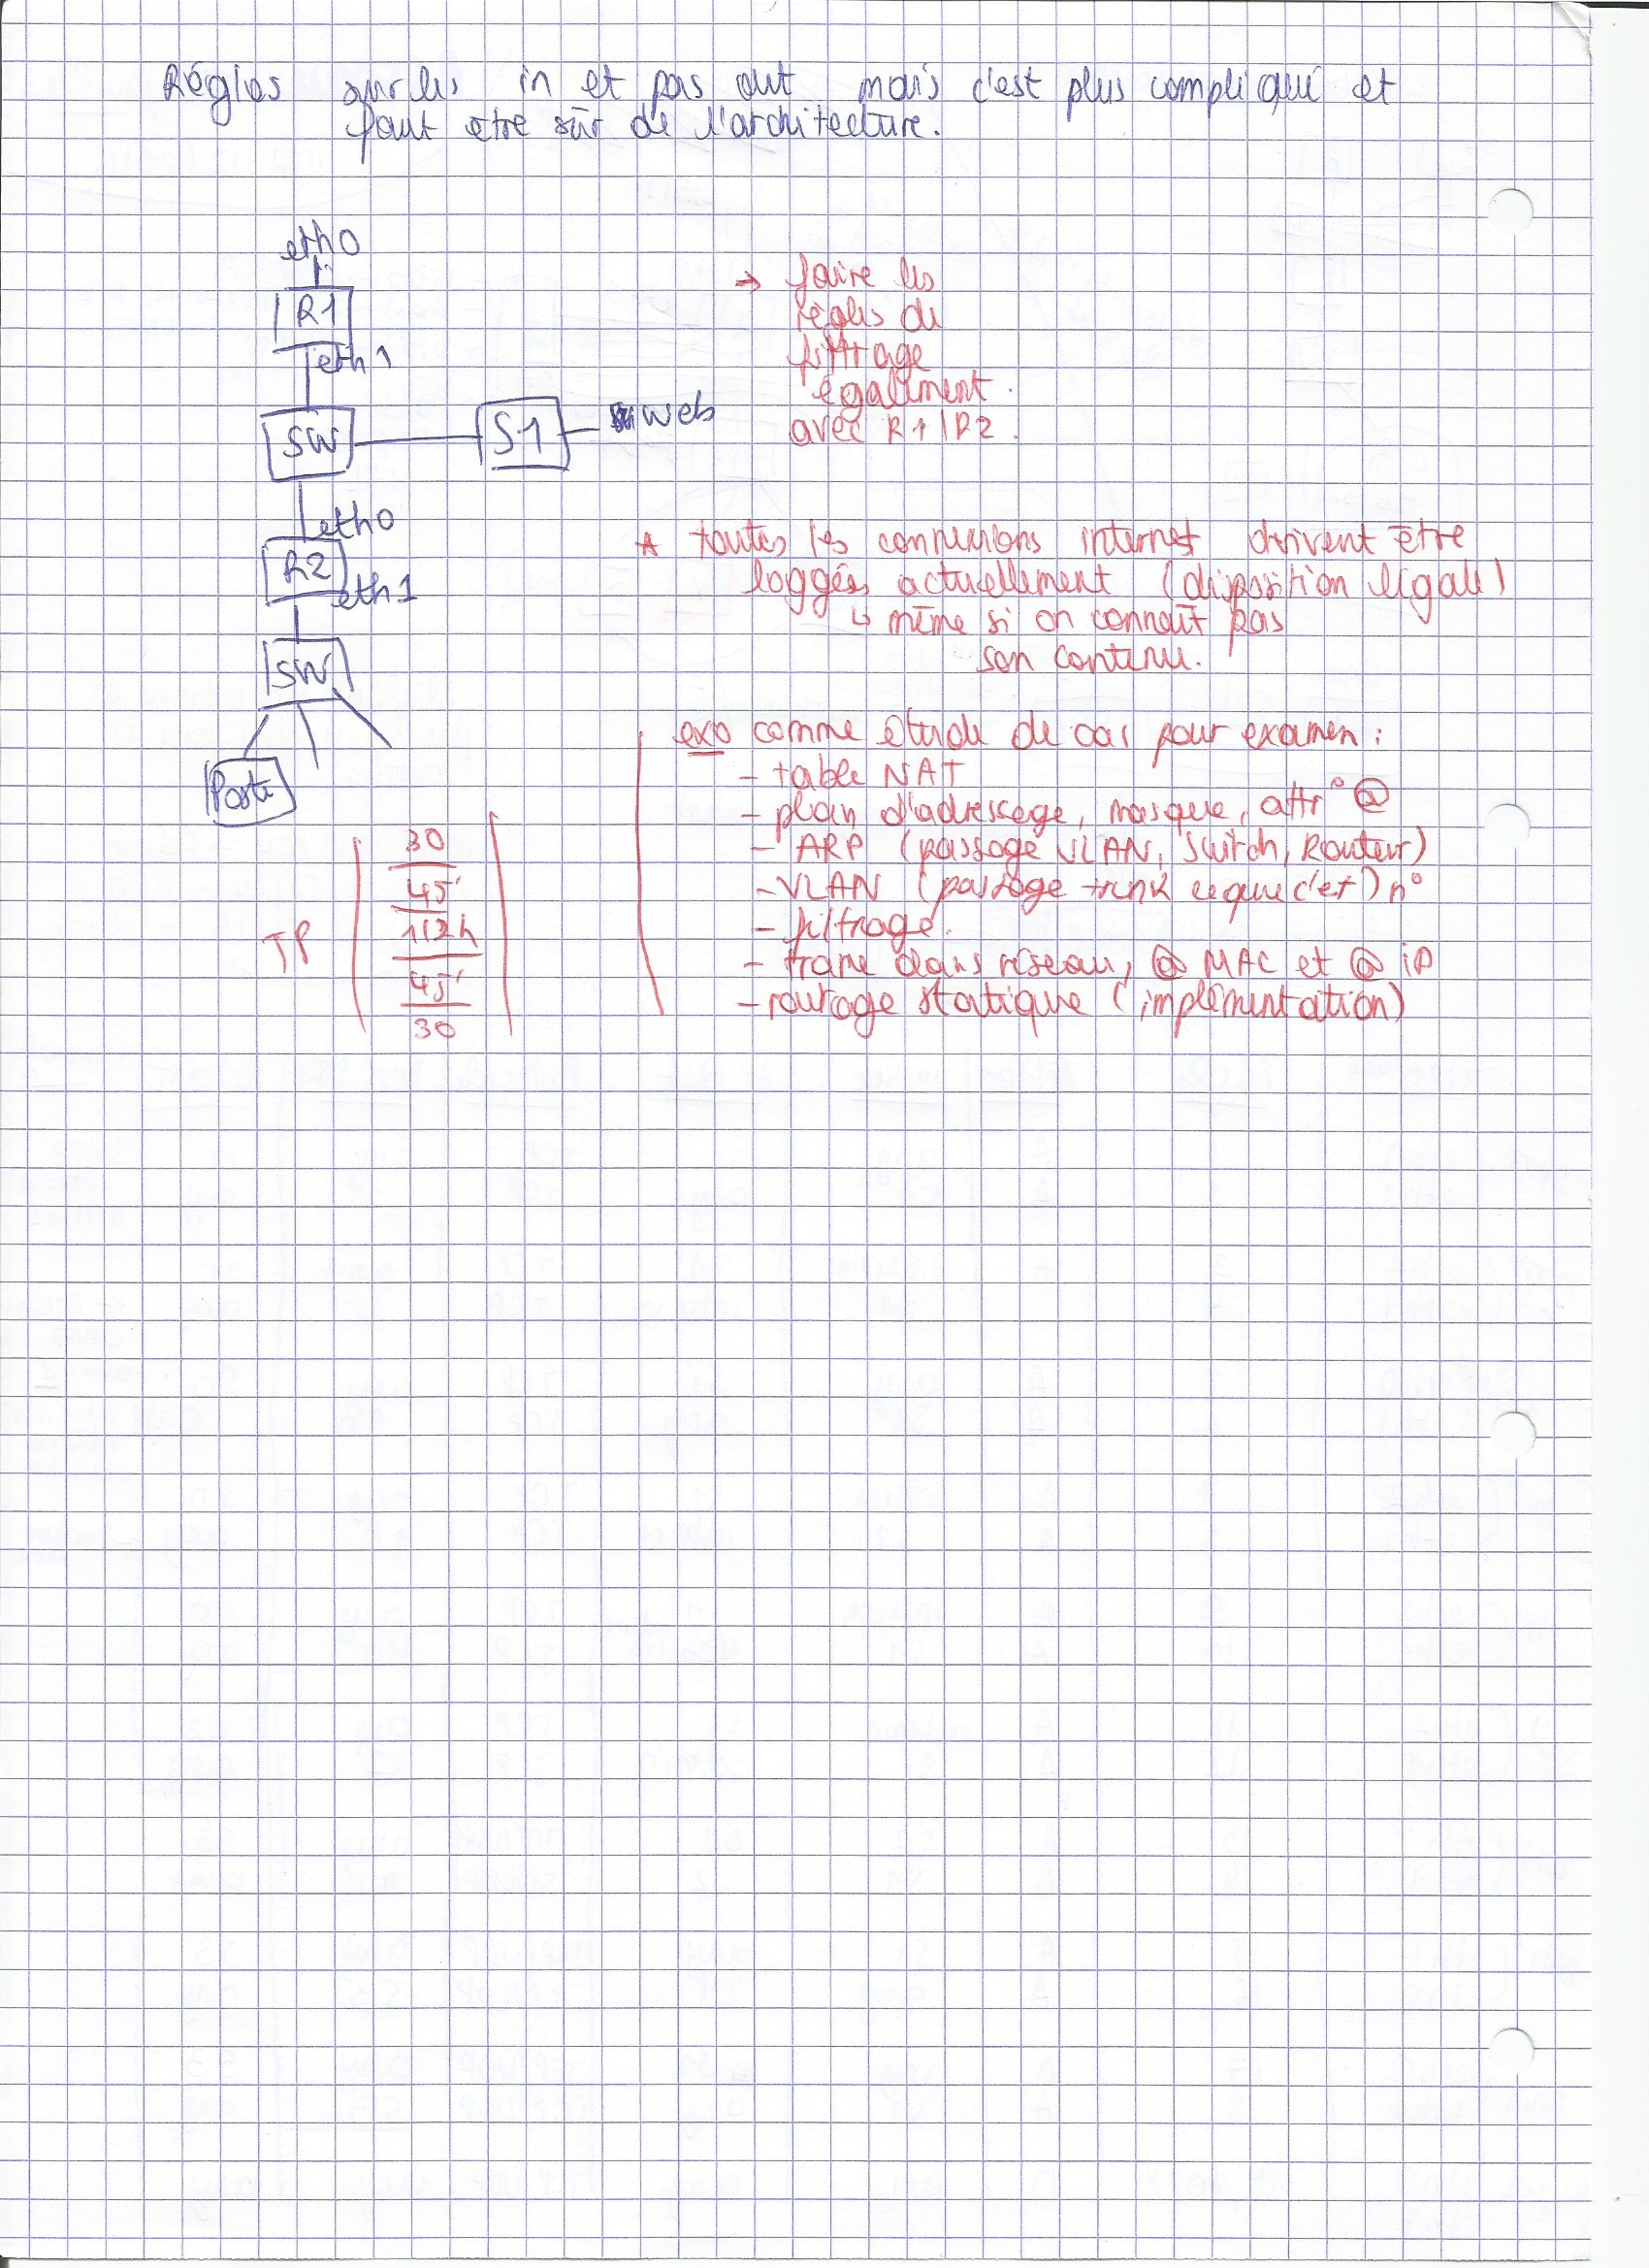 Règles sur les in et pas out mais c'est plus compliqué et
faut etre sûr de l'architecture.
eth0
R1
eth1
SW
S1
web
eth0
R2
eth1
SW
Poste
→ faire les
règles de
filtrage
également.
avec R1/R2.
* toutes les connexions internet doivent être
loggées actuellement (disposition légale)
↳ même si on connaît pas
son contenu.
exo comme étude de cas pour examen :
- table NAT
- plan d'adressage, masque, attr° @
- ARP (passage VLAN, Switch, Routeur)
- VLAN (passage trunk ce que c'est) n°
- filtrage.
- trame dans réseau, @ MAC et @ iP
- routage statique (implémentation)
TP
30
45'
1/2h
45'
30